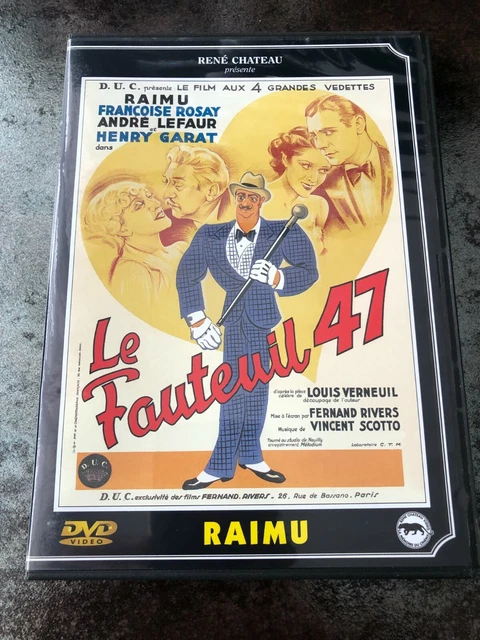 RENÉ CHATEAU
présente
D. U. C. présente LE FILM AUX 4 GRANDES VEDETTES
RAIMU
FRANÇOISE ROSAY
ANDRÉ LEFAUR
et
HENRY GARAT
dans
Le
Fauteuil 47
d'après la pièce
célèbre de LOUIS VERNEUIL
découpage de l'auteur
Mise à l'écran par FERNAND RIVERS
Musique de VINCENT SCOTTO
Tourné au studio de Neuilly
enregistrement Mélodium
Laboratoire C. T. M.
D.U.C.
D. U. C. exclusivité des films FERNAND. RIVERS - 26, Rue de Bassano. Paris
DVD
VIDEO
RAIMU